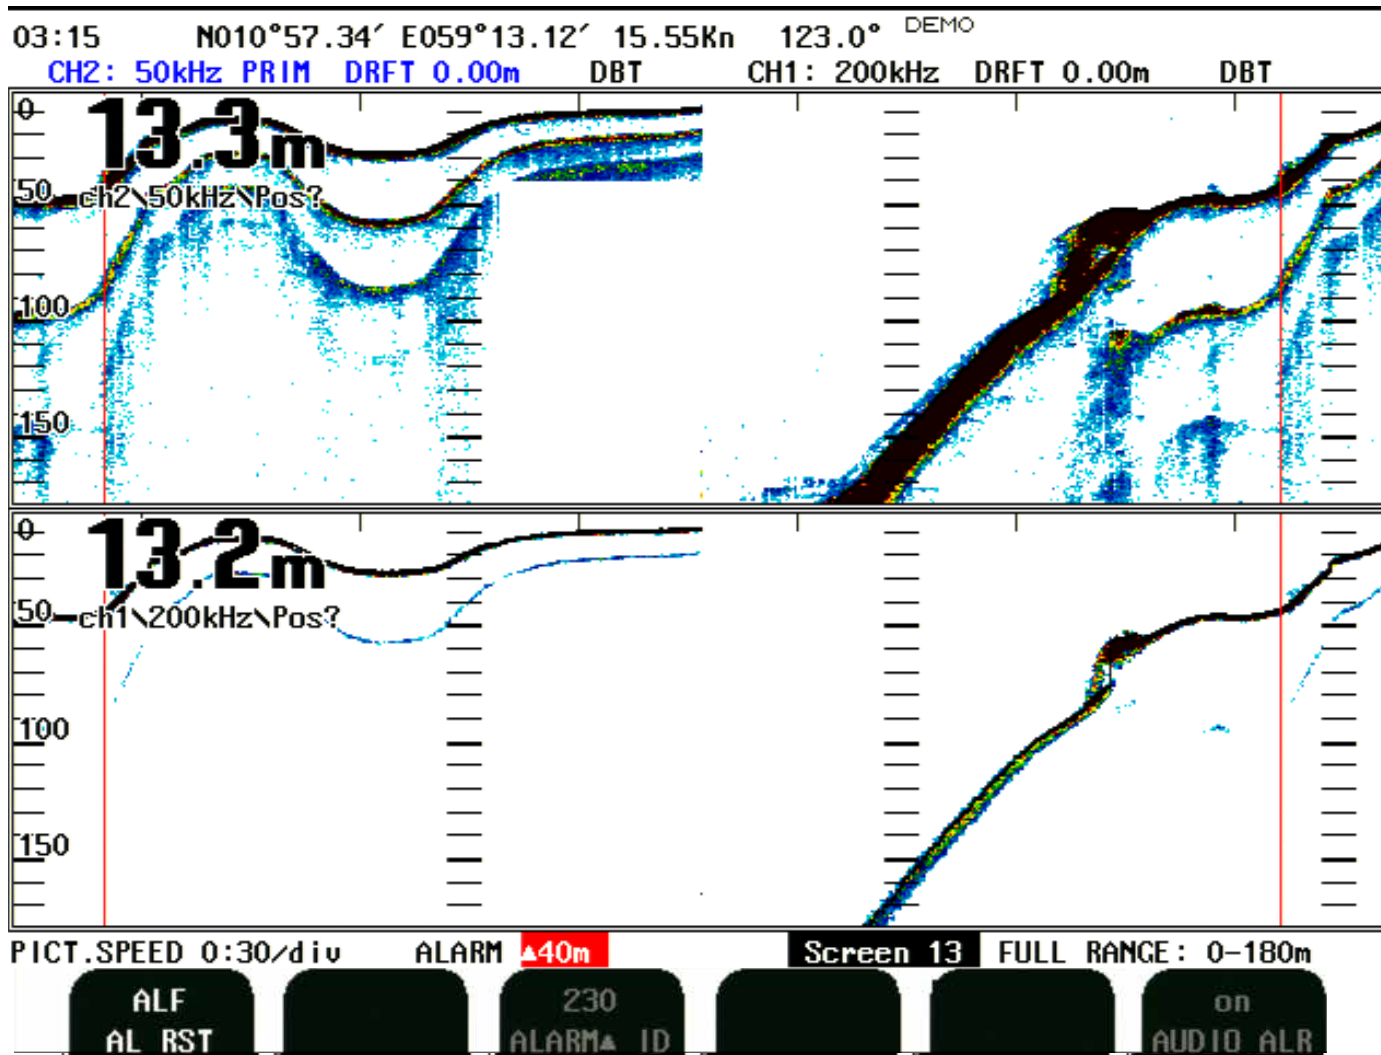 03:15 N010°57.34′ E059°13.12′ 15.55Kn 123.0° DEMO
CH2: 50kHz PRIM DRFT 0.00m DBT CH1: 200kHz DRFT 0.00m DBT
0
13.3m
50
ch2\50kHz\Pos?
100
150
0
13.2m
50
ch1\200kHz\Pos?
100
150
PICT.SPEED 0:30/div ALARM ▲40m Screen 13 FULL RANGE: 0-180m
ALF 230 on
AL RST ALARM▲ ID AUDIO ALR